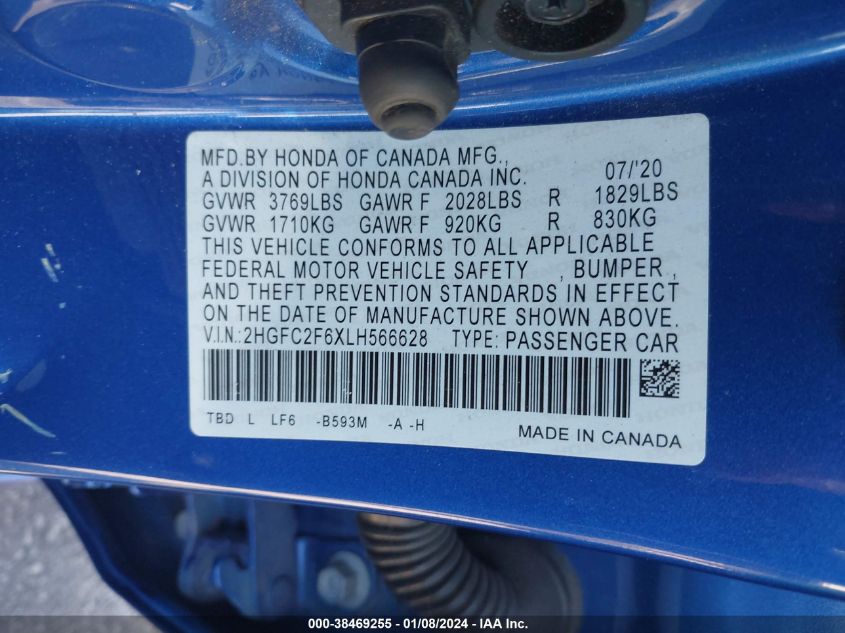 MFD.BY HONDA OF CANADA MFG.,
A DIVISION OF HONDA CANADA INC. 07/'20
GVWR 3769LBS GAWR F 2028LBS R 1829LBS
GVWR 1710KG GAWR F 920KG R 830KG
THIS VEHICLE CONFORMS TO ALL APPLICABLE
FEDERAL MOTOR VEHICLE SAFETY , BUMPER ,
AND THEFT PREVENTION STANDARDS IN EFFECT
ON THE DATE OF MANUFACTURE SHOWN ABOVE.
V.I.N.:2HGFC2F6XLH566628 TYPE: PASSENGER CAR
TBD L LF6 -B593M -A -H
MADE IN CANADA
000-38469255 - 01/08/2024 - IAA Inc.